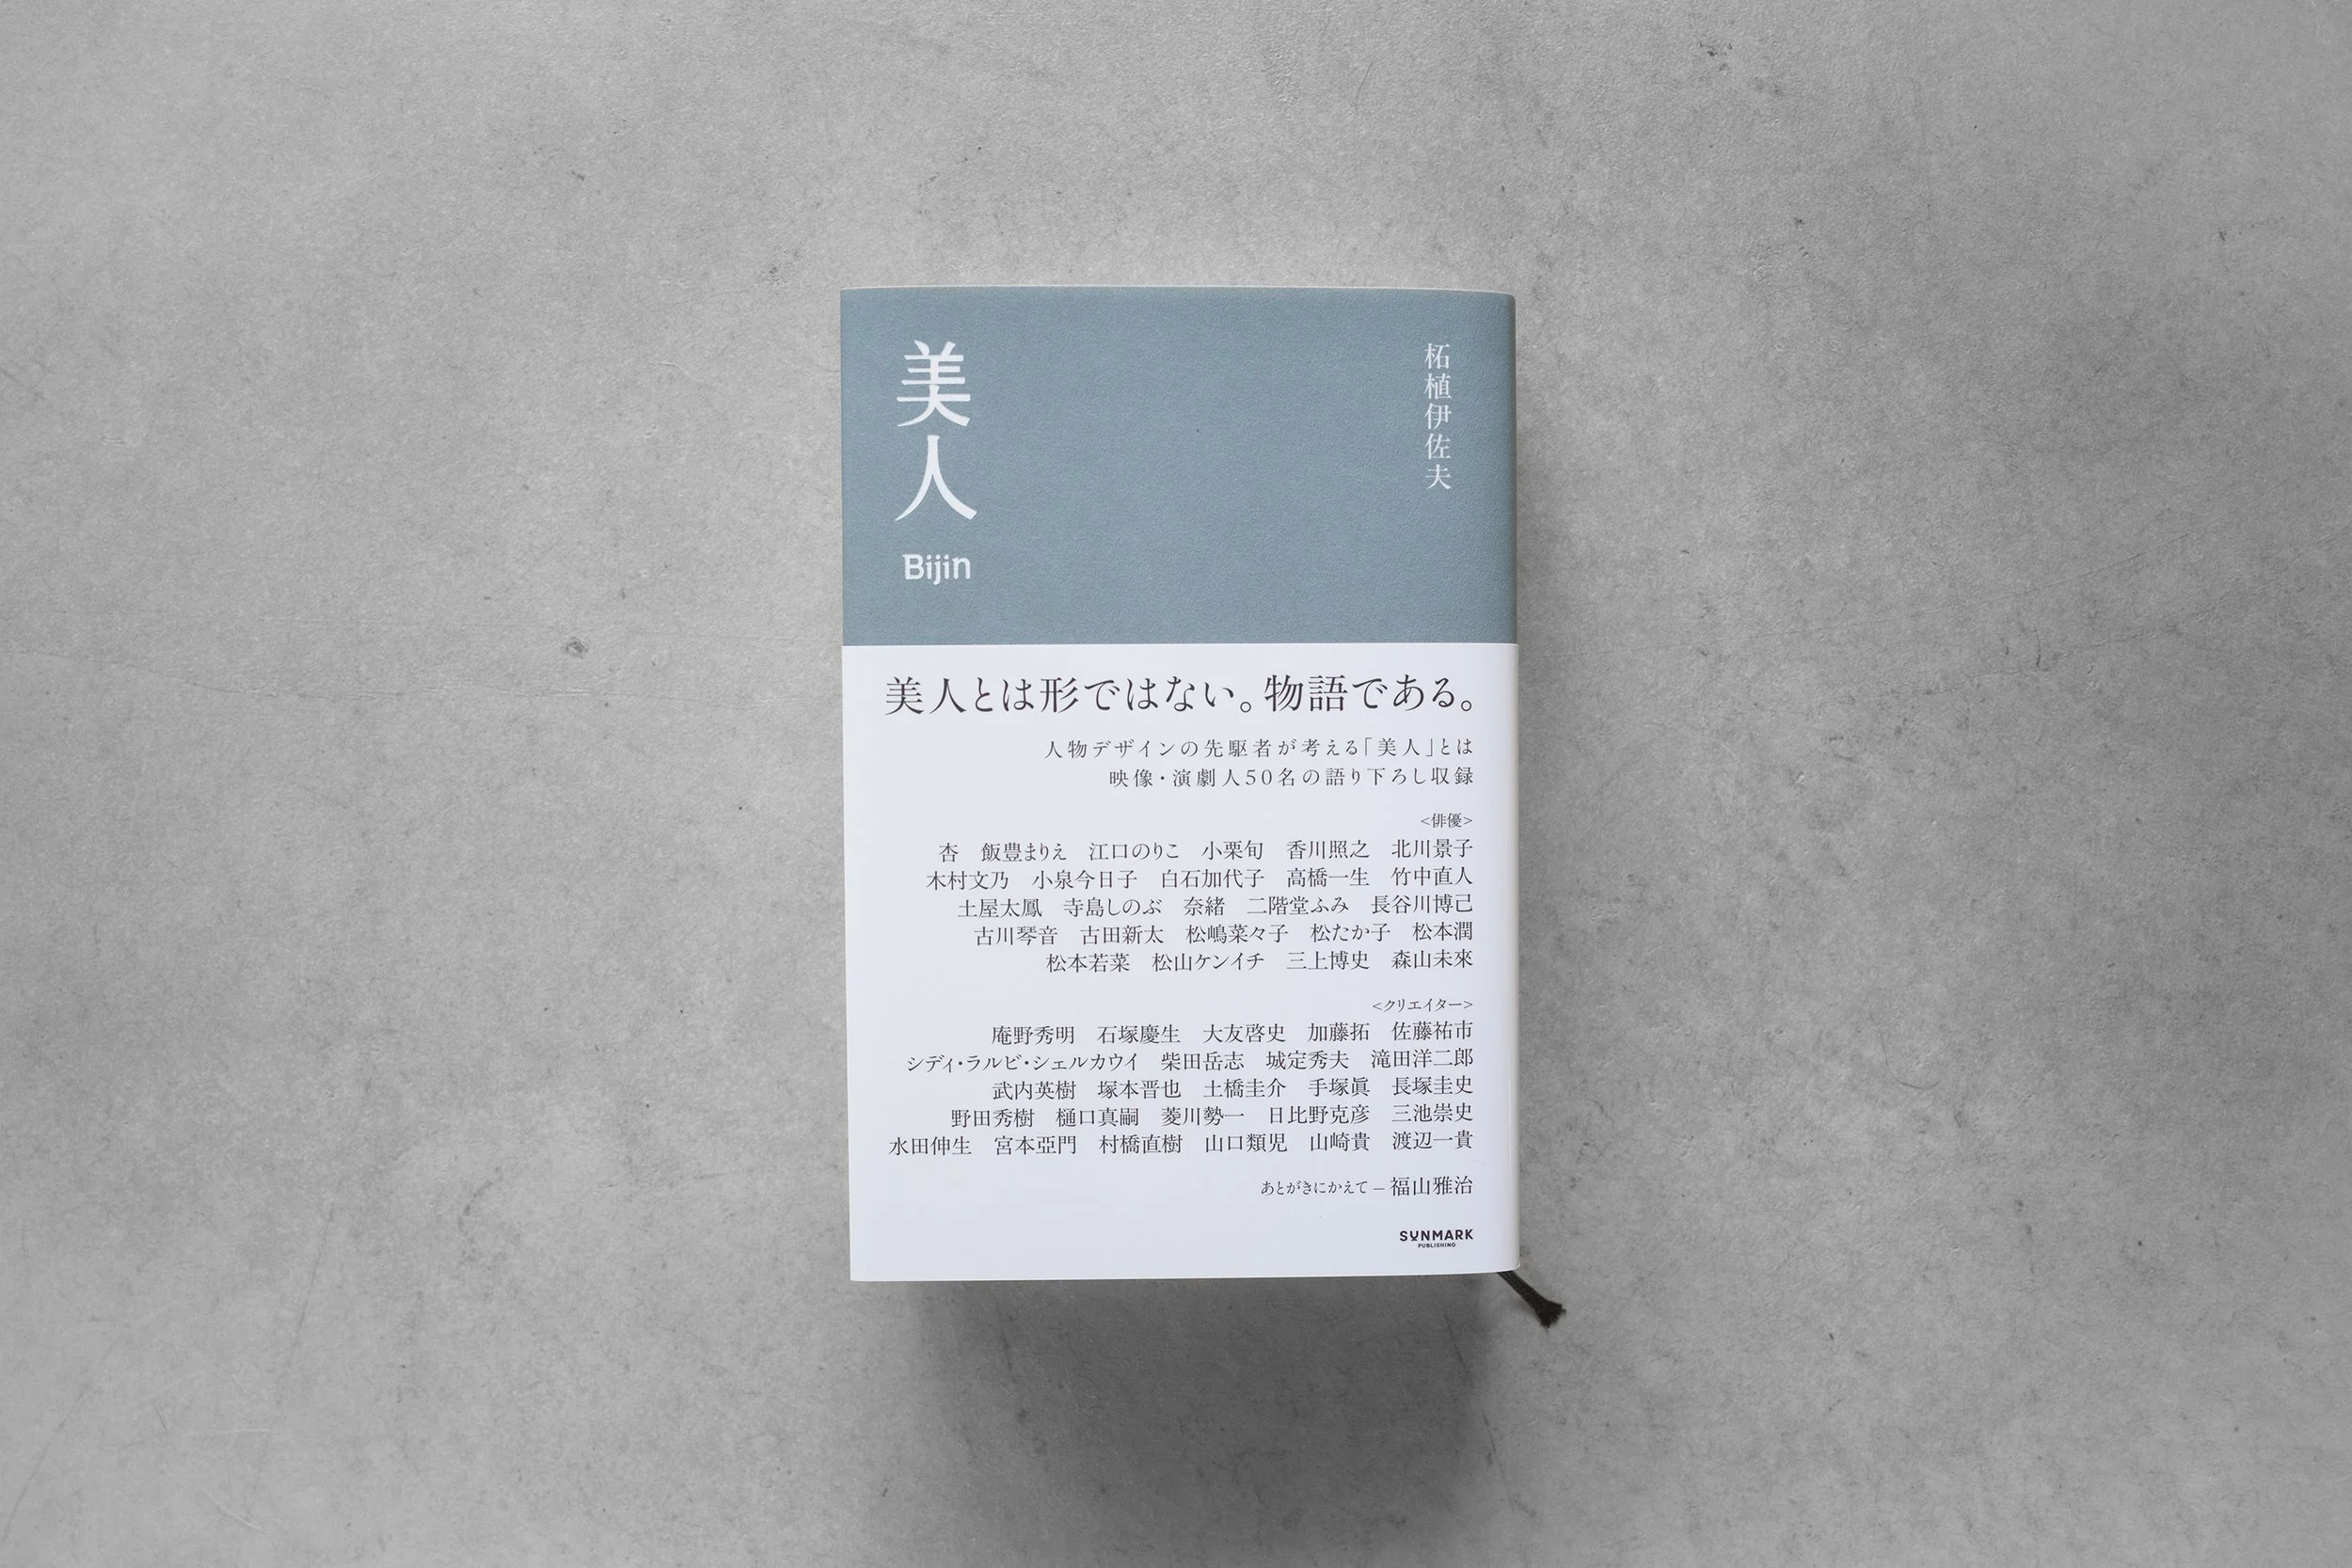 美人
Bijin
柘植伊佐夫
美人とは形ではない。物語である。
人物デザインの先駆者が考える「美人」とは
映像・演劇人50名の語り下ろし収録
<俳優>
杏　飯豊まりえ　江口のりこ　小栗旬　香川照之　北川景子
木村文乃　小泉今日子　白石加代子　高橋一生　竹中直人
土屋太鳳　寺島しのぶ　奈緒　二階堂ふみ　長谷川博己
古川琴音　古田新太　松嶋菜々子　松たか子　松本潤
松本若菜　松山ケンイチ　三上博史　森山未來
<クリエイター>
庵野秀明　石塚慶生　大友啓史　加藤拓　佐藤祐市
シディ・ラルビ・シェルカウイ　柴田岳志　城定秀夫　滝田洋二郎
武内英樹　塚本晋也　土橋圭介　手塚眞　長塚圭史
野田秀樹　樋口真嗣　菱川勢一　日比野克彦　三池崇史
水田伸生　宮本亞門　村橋直樹　山口類児　山崎貴　渡辺一貴
あとがきにかえて – 福山雅治
SUNMARK
PUBLISHING